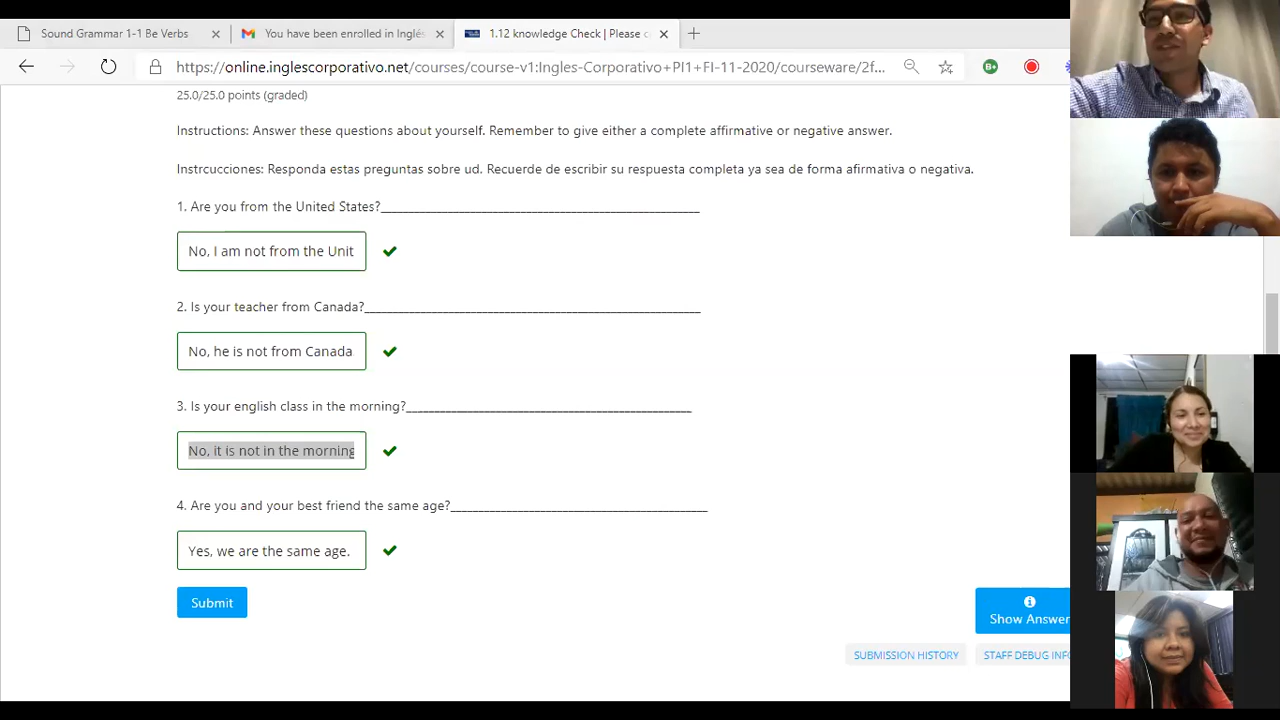 Sound Grammar 1-1 Be Verbs
You have been enrolled in Inglés
1.12 knowledge Check | Please c
https://online.inglescorporativo.net/courses/course-v1:Ingles-Corporativo+PI1+FI-11-2020/courseware/2f...
25.0/25.0 points (graded)
Instructions: Answer these questions about yourself. Remember to give either a complete affirmative or negative answer.
Instrcucciones: Responda estas preguntas sobre ud. Recuerde de escribir su respuesta completa ya sea de forma afirmativa o negativa.
1. Are you from the United States?
No, I am not from the Unit
2. Is your teacher from Canada?
No, he is not from Canada
3. Is your english class in the morning?
No, it is not in the morning
4. Are you and your best friend the same age?
Yes, we are the same age.
Submit
Show Answer
SUBMISSION HISTORY
STAFF DEBUG INFO